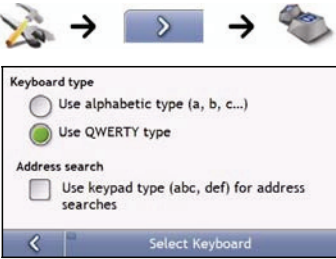 Keyboard type
Use alphabetic type (a, b, c...)
Use QWERTY type
Address search
Use keypad type (abc, def) for address
searches
Select Keyboard